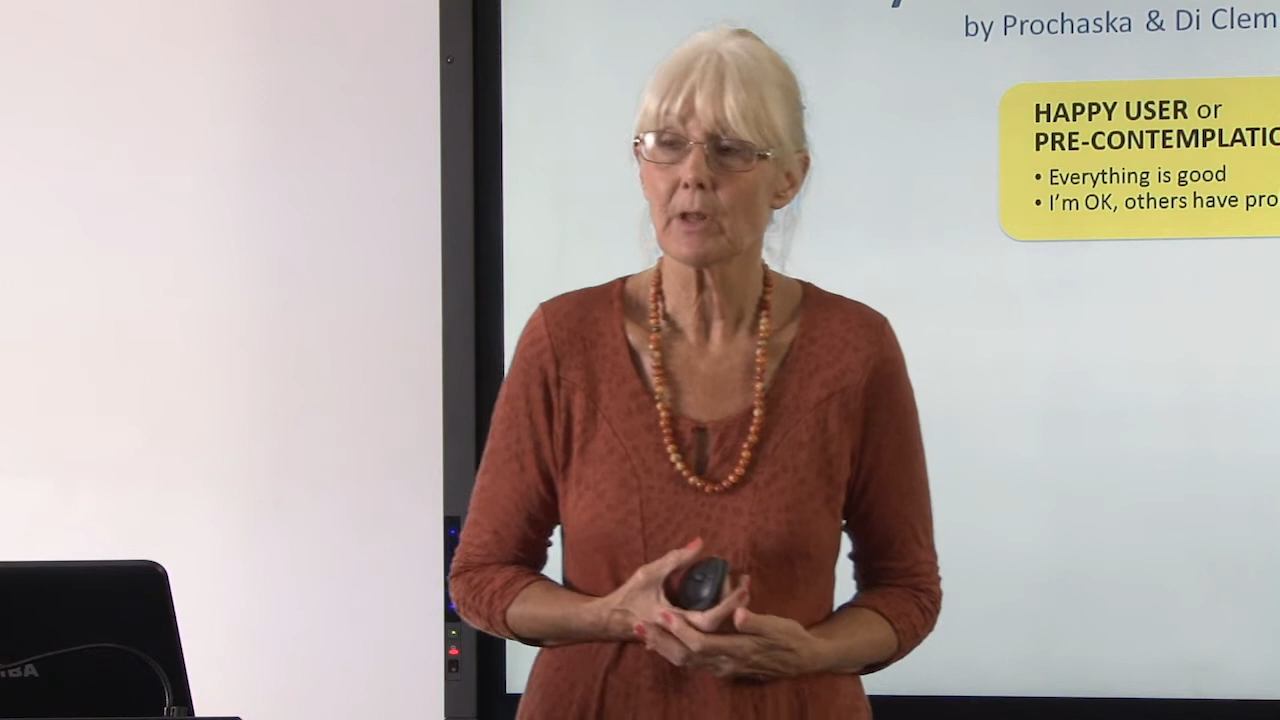 by Prochaska & Di Clem
HAPPY USER or
PRE-CONTEMPLATIO
• Everything is good
• I'm OK, others have pro